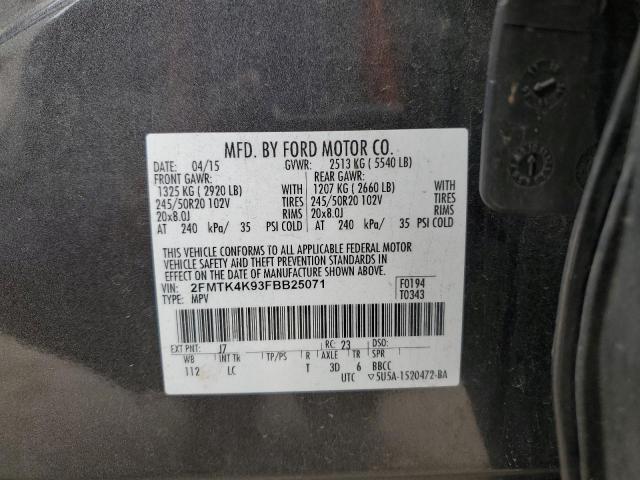 MFD. BY FORD MOTOR CO.
DATE: 04/15 GVWR: 2513 KG ( 5540 LB)
FRONT GAWR: REAR GAWR:
1325 KG ( 2920 LB) WITH 1207 KG ( 2660 LB) WITH
245/50R20 102V TIRES 245/50R20 102V TIRES
20x8.0J RIMS 20x8.0J RIMS
AT 240 kPa/ 35 PSI COLD AT 240 kPa/ 35 PSI COLD
THIS VEHICLE CONFORMS TO ALL APPLICABLE FEDERAL MOTOR
VEHICLE SAFETY AND THEFT PREVENTION STANDARDS IN
EFFECT ON THE DATE OF MANUFACTURE SHOWN ABOVE.
VIN: 2FMTK4K93FBB25071 F0194
TYPE: MPV T0343
EXT PNT: J7 RC: 23 DSO:
WB INT TR TP/PS R AXLE TR SPR
112 LC T 3D 6 BBCC
UTC ▽5U5A-1520472-BA